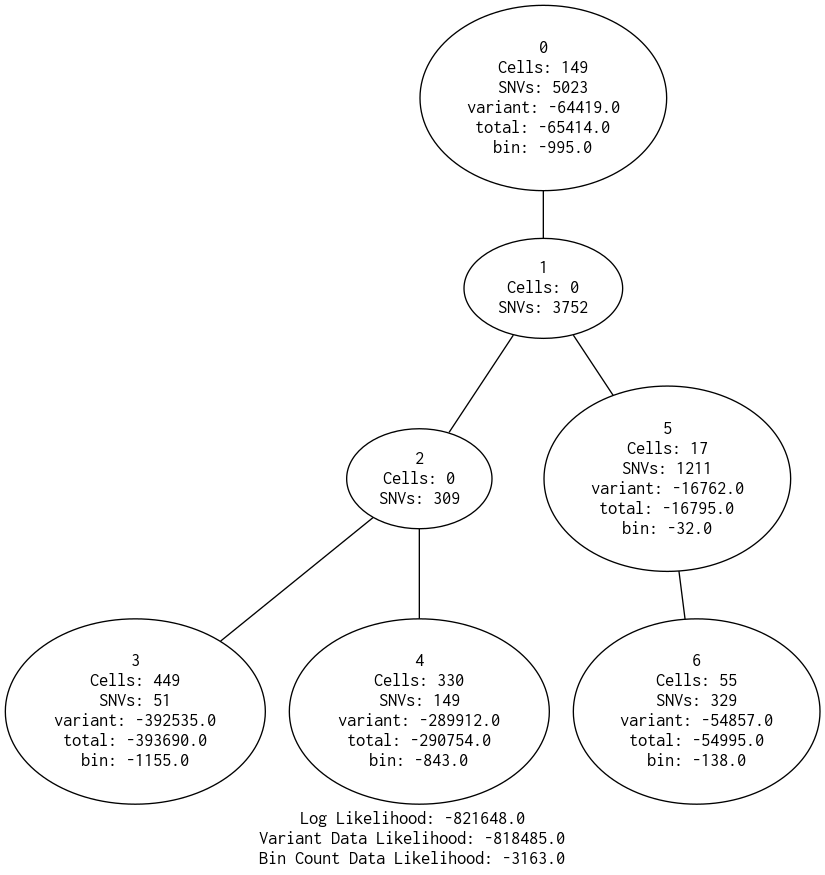 0
Cells: 149
SNVs: 5023
variant: -64419.0
total: -65414.0
bin: -995.0
1
Cells: 0
SNVs: 3752
2
Cells: 0
SNVs: 309
5
Cells: 17
SNVs: 1211
variant: -16762.0
total: -16795.0
bin: -32.0
3
Cells: 449
SNVs: 51
variant: -392535.0
total: -393690.0
bin: -1155.0
4
Cells: 330
SNVs: 149
variant: -289912.0
total: -290754.0
bin: -843.0
6
Cells: 55
SNVs: 329
variant: -54857.0
total: -54995.0
bin: -138.0
Log Likelihood: -821648.0
Variant Data Likelihood: -818485.0
Bin Count Data Likelihood: -3163.0